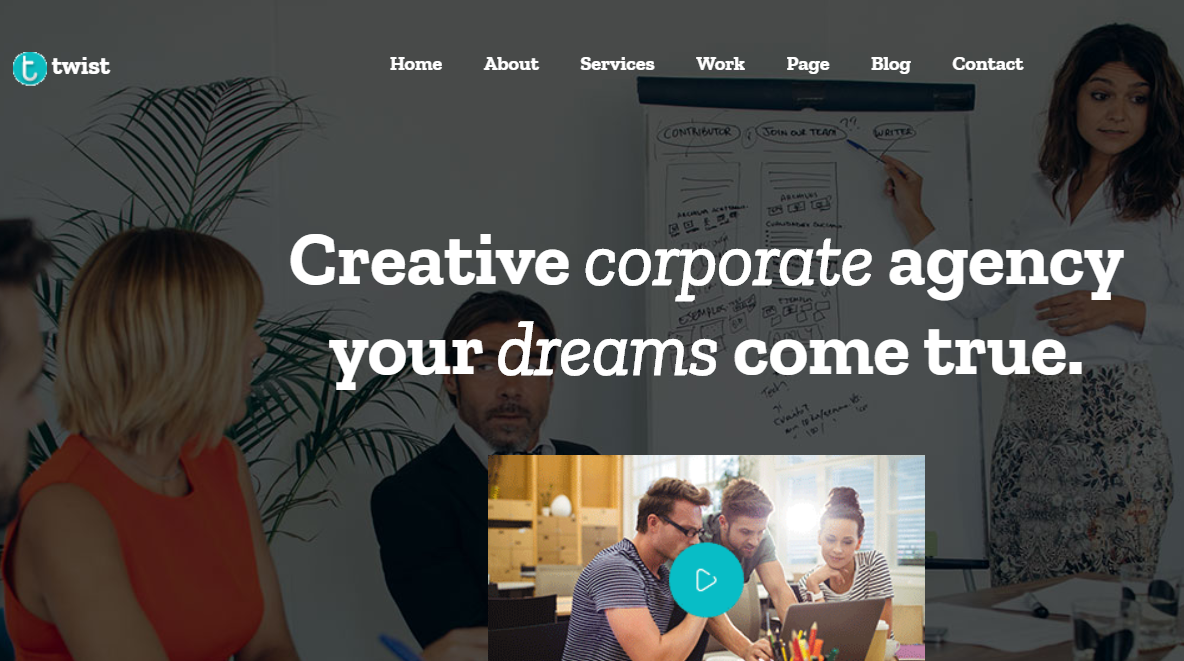 twist
Home About Services Work Page Blog Contact
CONTRIBUTOR JOIN OUR TEAM ?? WRITER
Creative corporate agency
your dreams come true.